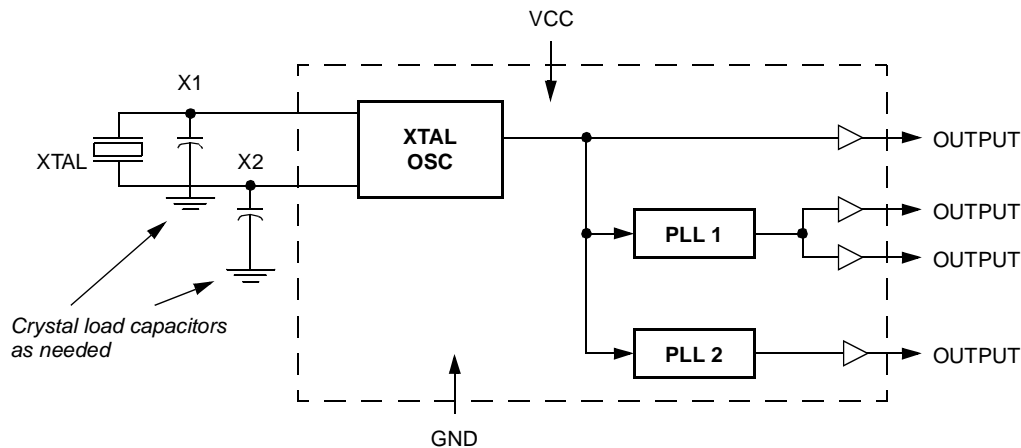 VCC
X1
XTAL
OSC
OUTPUT
XTAL
X2
OUTPUT
PLL 1
OUTPUT
Crystal load capacitors
as needed
PLL 2
OUTPUT
GND